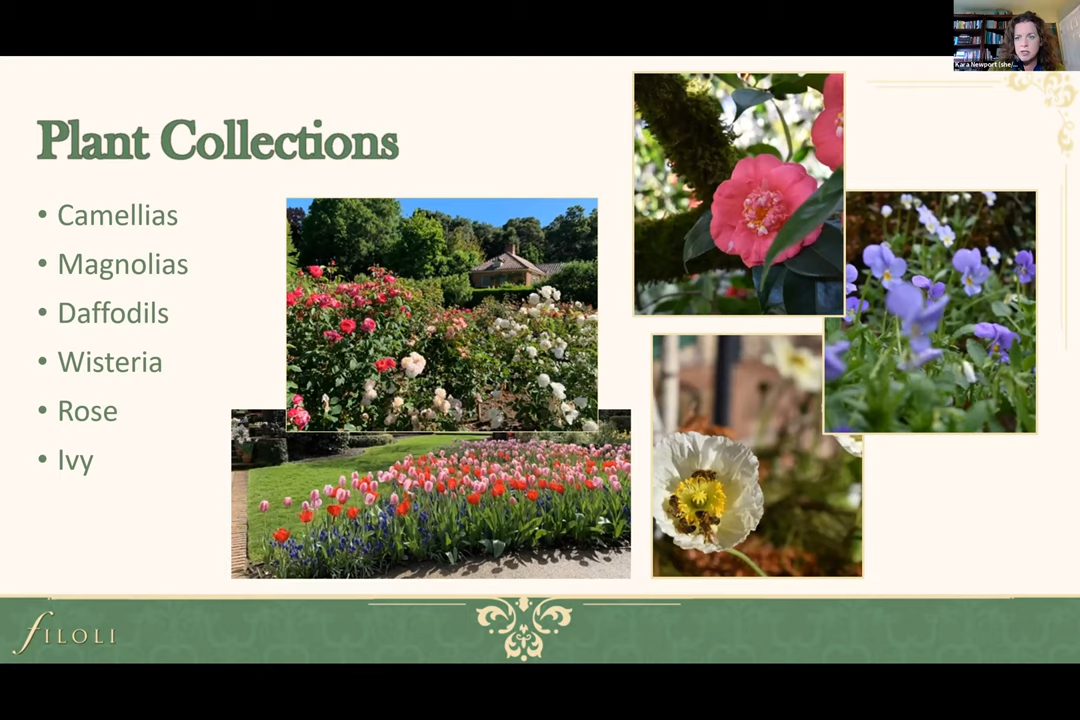 Kara Newport (she/...
Plant Collections
• Camellias
• Magnolias
• Daffodils
• Wisteria
• Rose
• Ivy
FILOLI